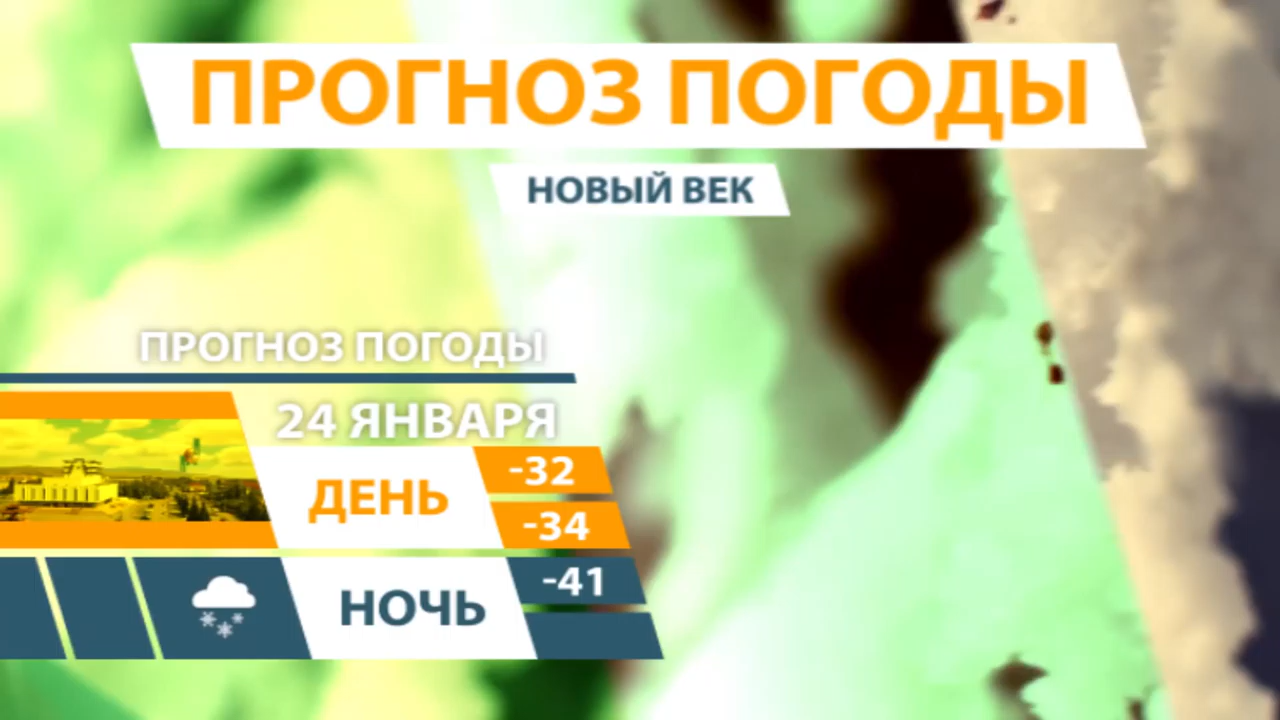 ПРОГНОЗ ПОГОДЫ
НОВЫЙ ВЕК
ПРОГНОЗ ПОГОДЫ
24 ЯНВАРЯ
ДЕНЬ
-32
-34
НОЧЬ
-41